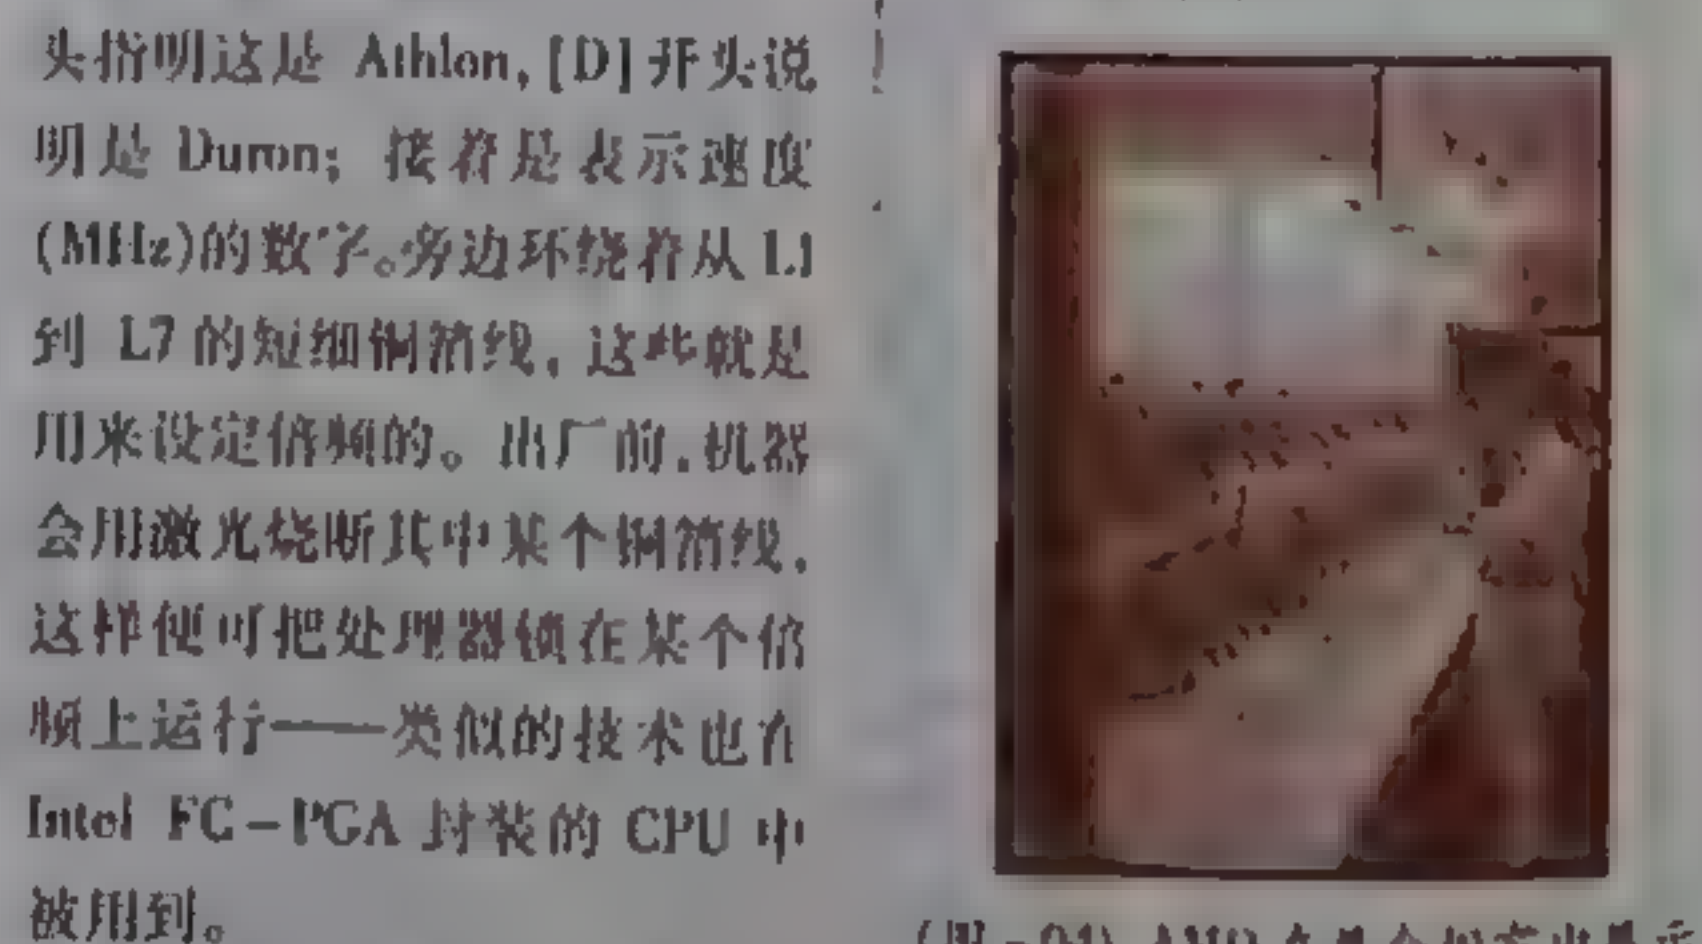 头指明这是 Athlon, [D] 开头说
明是 Duron; 接着是表示速度
(MHz)的数字。旁边环绕着从 L1
到 L7 的短细铜箔线, 这些就是
用来设定倍频的。出厂前, 机器
会用激光烧断其中某个铜箔线,
这样便可把处理器锁在某个倍
频上运行——类似的技术也在
Intel FC-PGA 封装的 CPU 中
被用到。